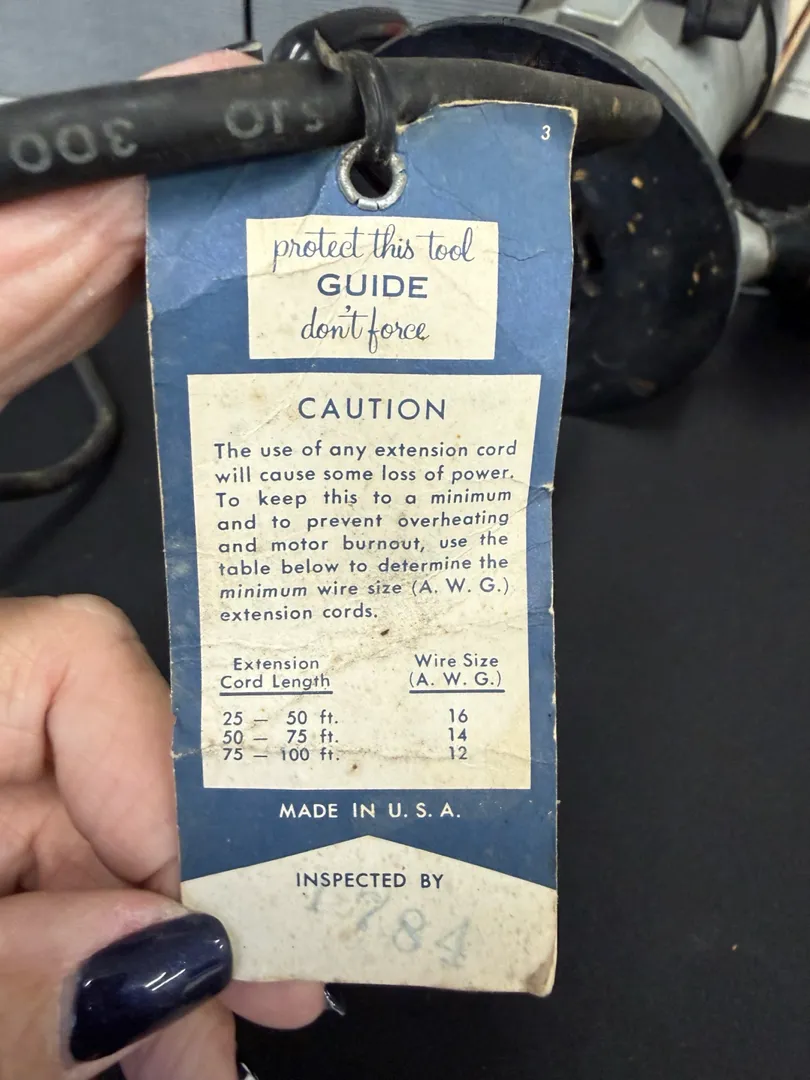 300 SJO
3
protect this tool
GUIDE
don't force
CAUTION
The use of any extension cord
will cause some loss of power.
To keep this to a minimum
and to prevent overheating
and motor burnout, use the
table below to determine the
minimum wire size (A. W. G.)
extension cords.
Extension Wire Size
Cord Length (A. W. G.)
25 — 50 ft. 16
50 — 75 ft. 14
75 — 100 ft. 12
MADE IN U. S. A.
INSPECTED BY
784